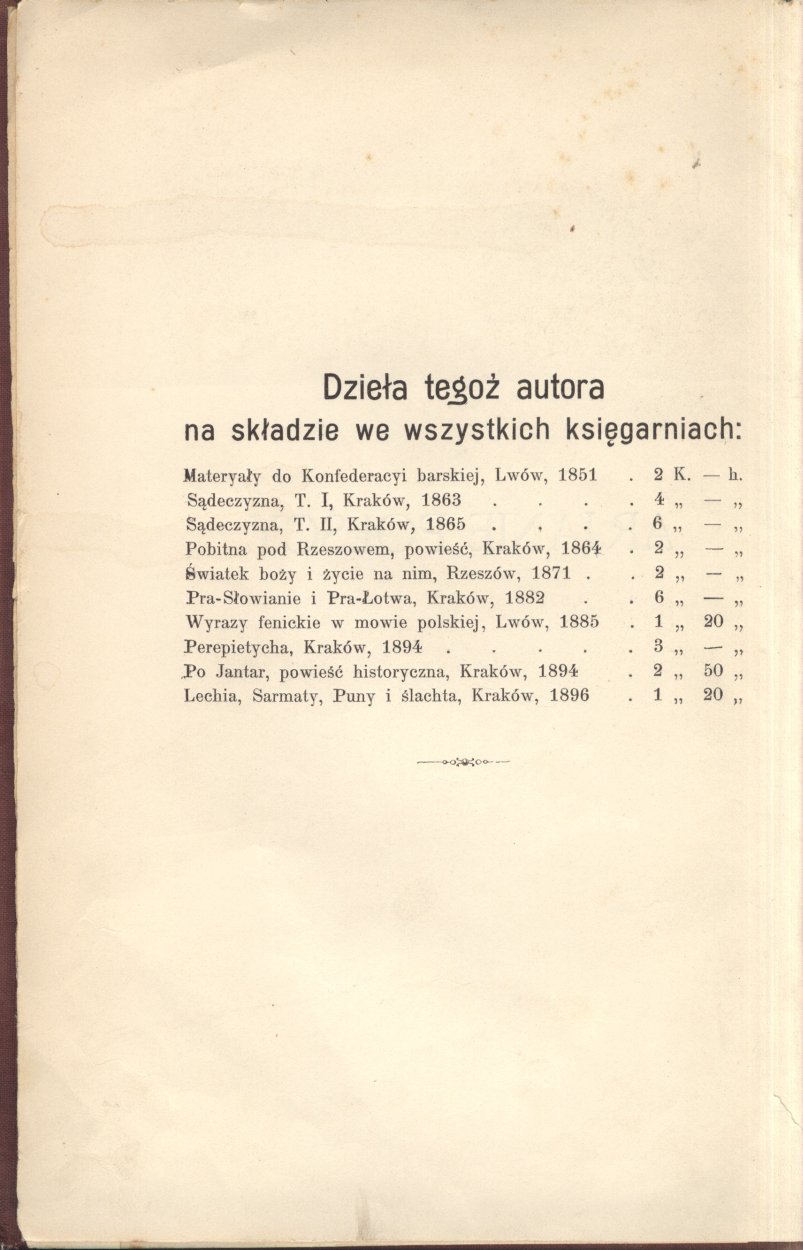 Dzieła tegoż autora
na składzie we wszystkich księgarniach:
Materyały do Konfederacyi barskiej, Lwów, 1851 . 2 K. — h.
Sądeczyzna, T. I, Kraków, 1863 . . . . 4 „ — „
Sądeczyzna, T. II, Kraków, 1865 . . . . 6 „ — „
Pobitna pod Rzeszowem, powieść, Kraków, 1864 . 2 „ — „
Światek boży i życie na nim, Rzeszów, 1871 . . 2 „ — „
Pra-Słowianie i Pra-Łotwa, Kraków, 1882 . . 6 „ — „
Wyrazy fenickie w mowie polskiej, Lwów, 1885 . 1 „ 20 „
Perepietycha, Kraków, 1894 . . . . . 3 „ — „
Po Jantar, powieść historyczna, Kraków, 1894 . 2 „ 50 „
Lechia, Sarmaty, Puny i ślachta, Kraków, 1896 . 1 „ 20 „